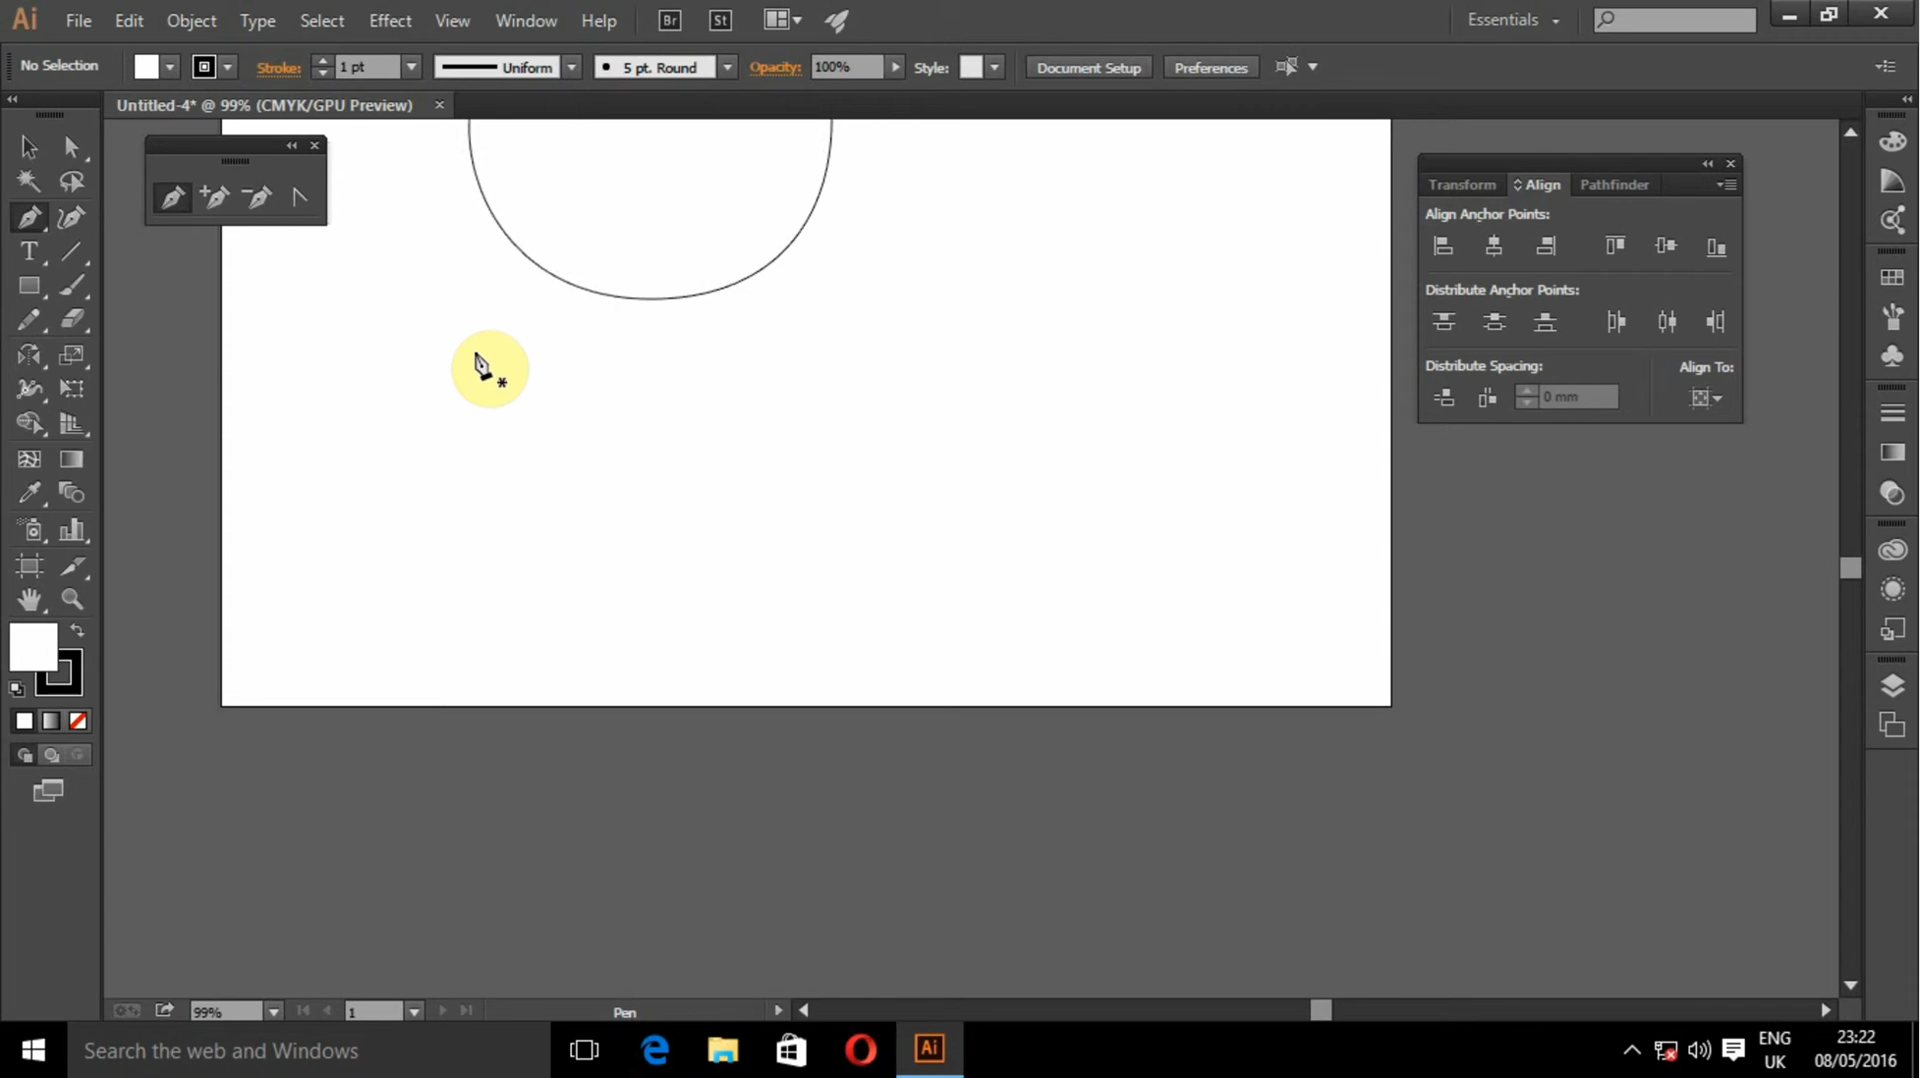 Ai File Edit Object Type Select Effect View Window Help Br St Essentials
No Selection Stroke: 1 pt Uniform 5 pt. Round Opacity: 100% Style: Document Setup Preferences
Untitled-4* @ 99% (CMYK/GPU Preview)
Transform Align Pathfinder
Align Anchor Points:
Distribute Anchor Points:
Distribute Spacing: Align To:
0 mm
99% 1 Pen
Search the web and Windows
Ai
ENG
UK
23:22
08/05/2016